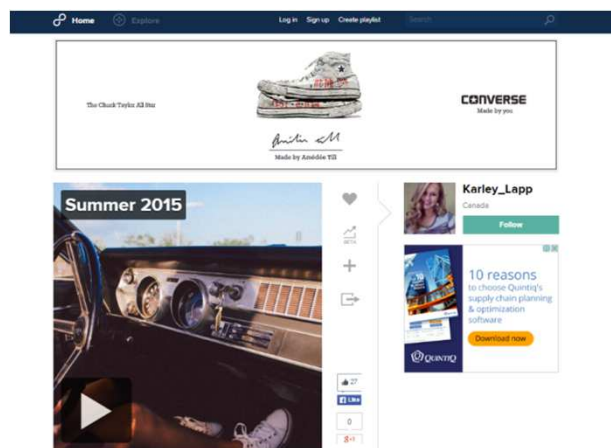 Home
Explore
Log in
Sign up
Create playlist
Search
The Chuck Taylor All Star
CONVERSE
Made by you
Made by Amédée Till
Summer 2015
BETA
27
Like
0
g+1
Karley_Lapp
Canada
Follow
10 reasons
to choose Quintiq's
supply chain planning
& optimization
software
Download now
QUINTIQ